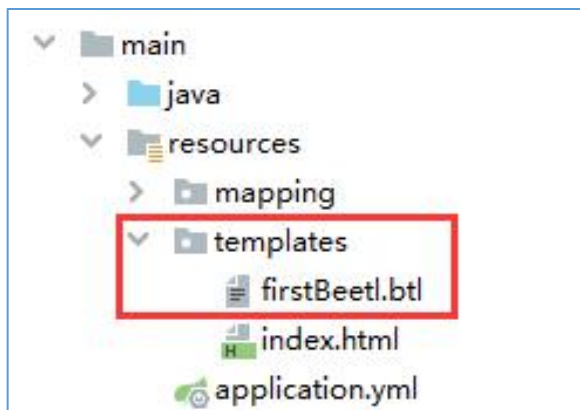 main
java
resources
mapping
templates
firstBeetl.btl
index.html
application.yml